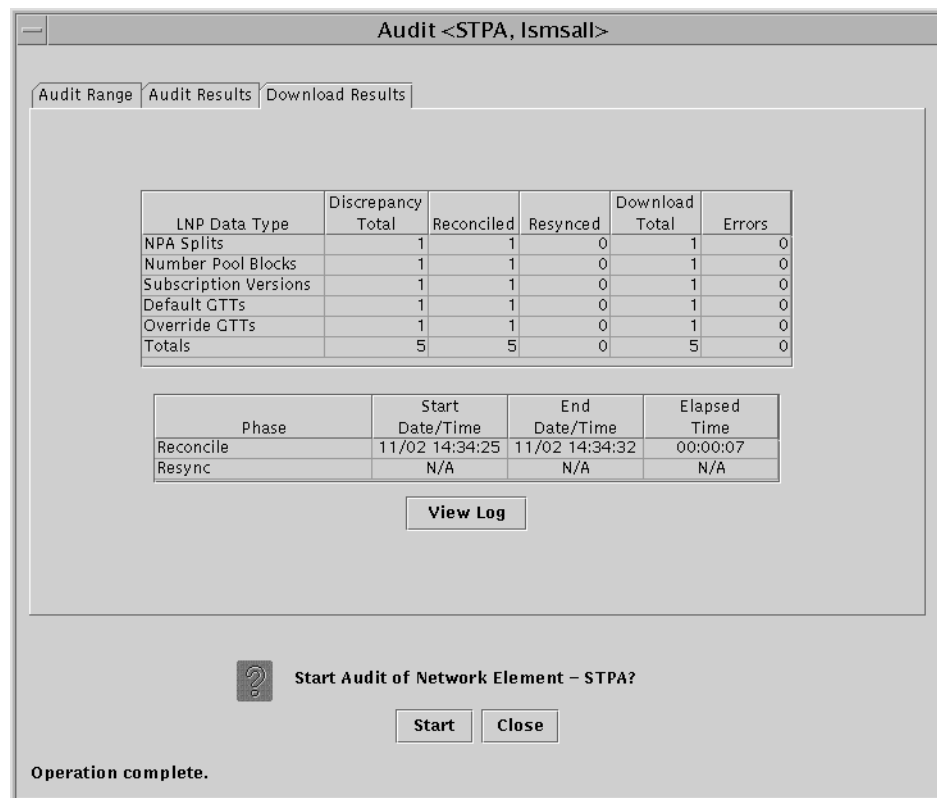 Audit <STPA, lsmsall>
Audit Range Audit Results Download Results
Discrepancy Download
LNP Data Type Total Reconciled Resynced Total Errors
NPA Splits 1 1 0 1 0
Number Pool Blocks 1 1 0 1 0
Subscription Versions 1 1 0 1 0
Default GTTs 1 1 0 1 0
Override GTTs 1 1 0 1 0
Totals 5 5 0 5 0
Start End Elapsed
Phase Date/Time Date/Time Time
Reconcile 11/02 14:34:25 11/02 14:34:32 00:00:07
Resync N/A N/A N/A
View Log
?
Start Audit of Network Element – STPA?
Start Close
Operation complete.